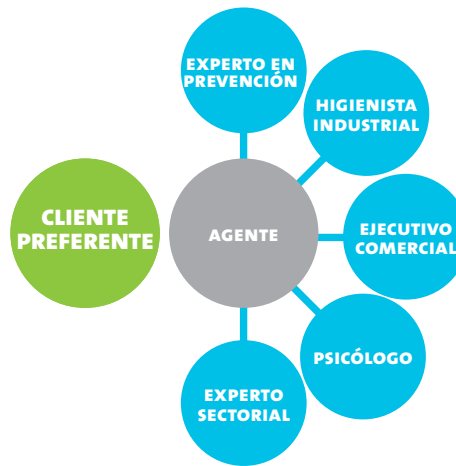 EXPERTO EN
PREVENCIÓN
HIGIENISTA
INDUSTRIAL
CLIENTE
PREFERENTE
AGENTE
EJECUTIVO
COMERCIAL
PSICÓLOGO
EXPERTO
SECTORIAL